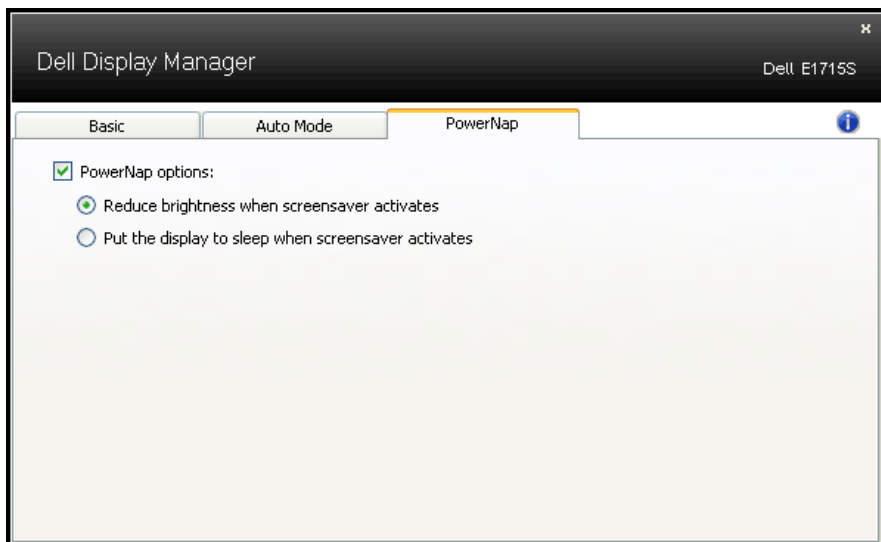 Dell Display Manager
Dell E1715S
Basic
Auto Mode
PowerNap
PowerNap options:
Reduce brightness when screensaver activates
Put the display to sleep when screensaver activates